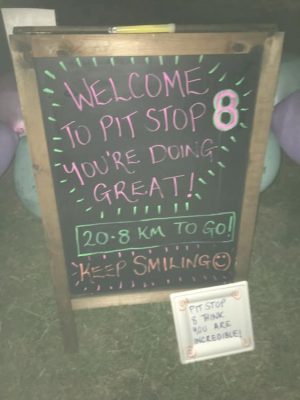 WELCOME
TO PIT STOP 8
YOU'RE DOING
GREAT!
20-8 KM TO GO!
KEEP SMILING
PIT STOP
8 THINK
YOU ARE
INCREDIBLE!